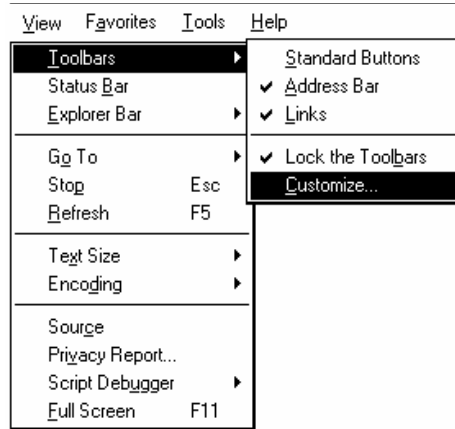 View Favorites Tools Help
Toolbars
Status Bar
Explorer Bar
Go To
Stop Esc
Refresh F5
Text Size
Encoding
Source
Privacy Report...
Script Debugger
Full Screen F11
Standard Buttons
Address Bar
Links
Lock the Toolbars
Customize...